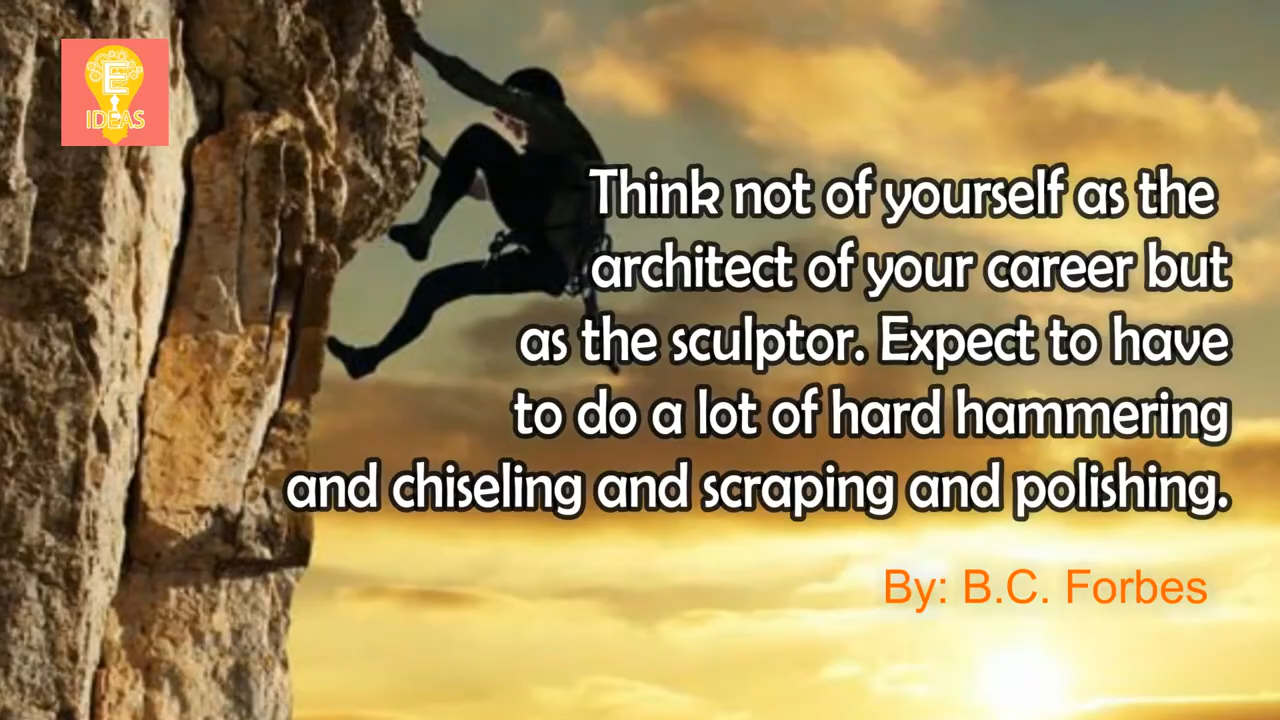 E
IDEAS
Think not of yourself as the
architect of your career but
as the sculptor. Expect to have
to do a lot of hard hammering
and chiseling and scraping and polishing.
By: B.C. Forbes